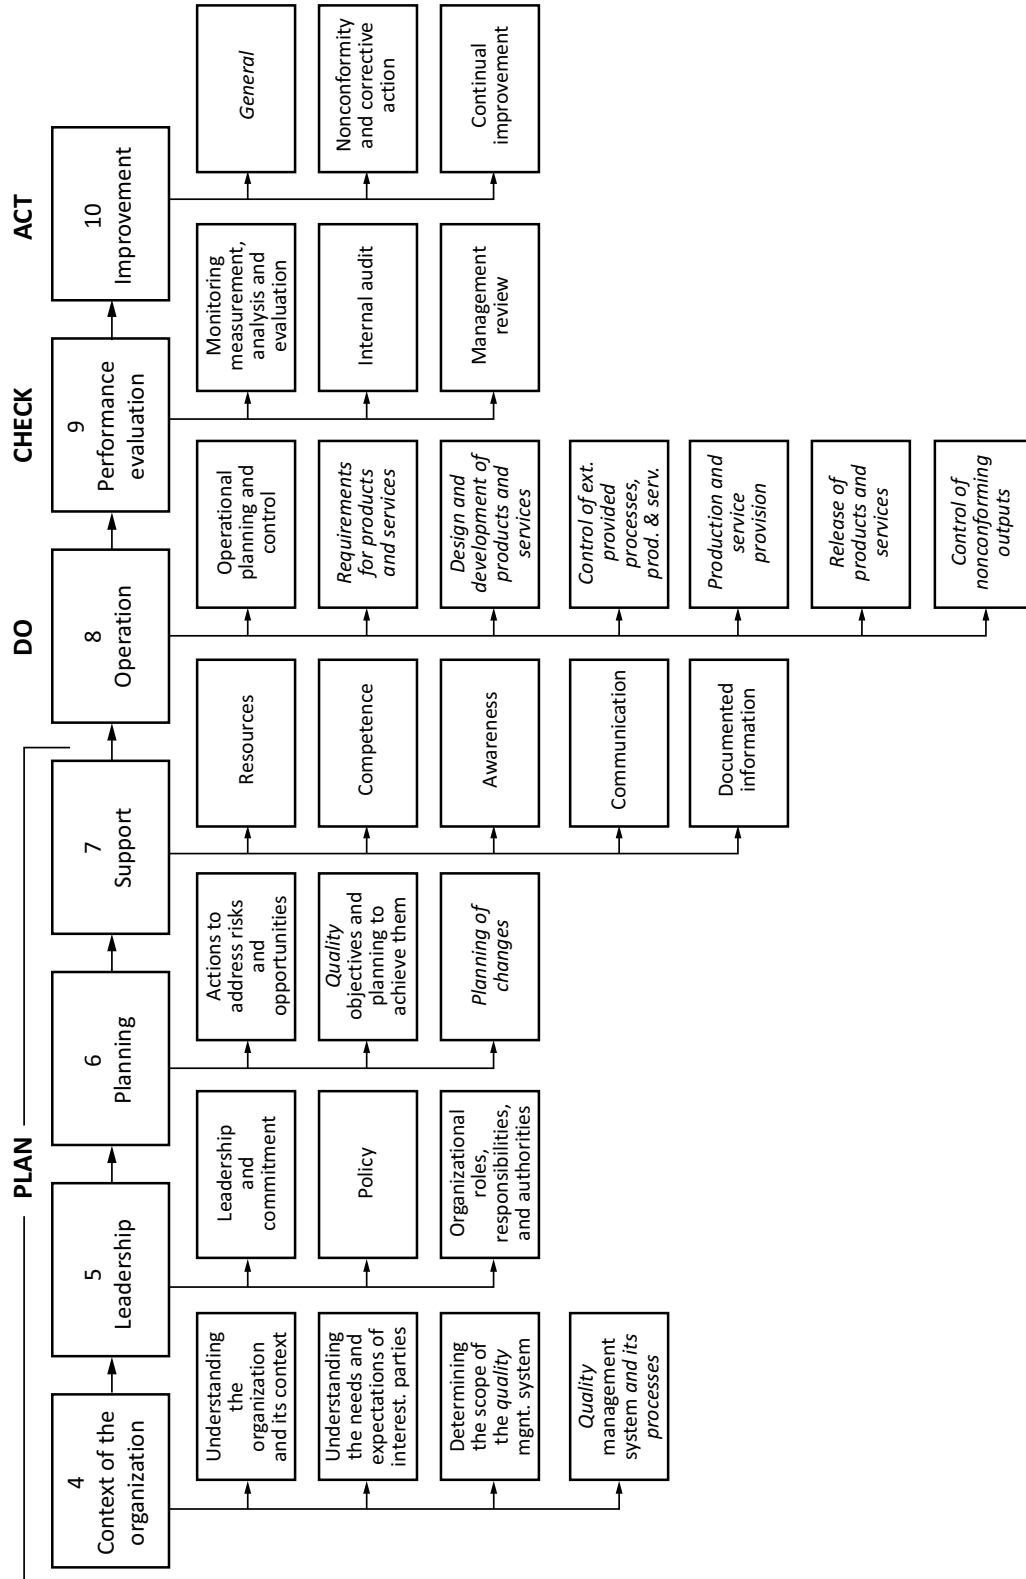 PLAN
DO
CHECK
ACT
4
Context of the
organization
5
Leadership
6
Planning
7
Support
8
Operation
9
Performance
evaluation
10
Improvement
Understanding
the
organization
and its context
Understanding
the needs and
expectations of
interest. parties
Determining
the scope of
the quality
mgnt. system
Quality
management
system and its
processes
Leadership
and
commitment
Policy
Organizational
roles,
responsibilities,
and authorities
Actions to
address risks
and
opportunities
Quality
objectives and
planning to
achieve them
Planning of
changes
Resources
Competence
Awareness
Communication
Documented
information
Operational
planning and
control
Requirements
for products
and services
Design and
development of
products and
services
Control of ext.
provided
processes,
prod. & serv.
Production and
service
provision
Release of
products and
services
Control of
nonconforming
outputs
Monitoring
measurement,
analysis and
evaluation
Internal audit
Management
review
General
Nonconformity
and corrective
action
Continual
improvement